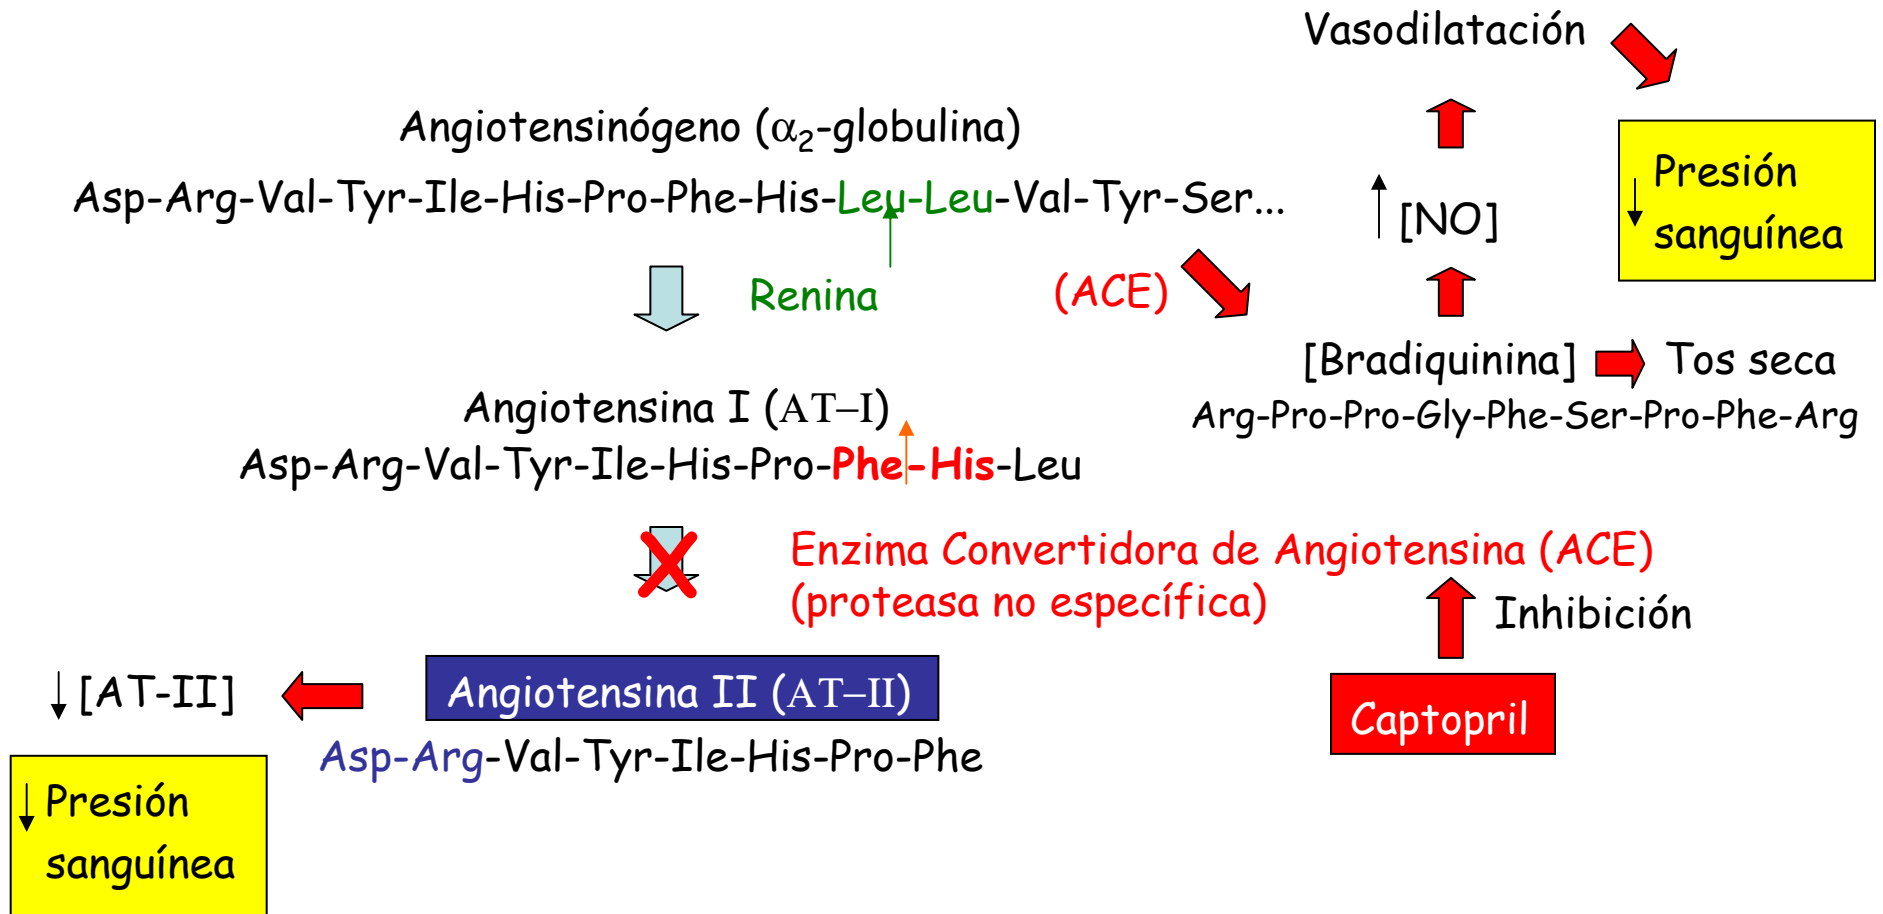 Vasodilatación
Angiotensinógeno (α₂-globulina)
Asp-Arg-Val-Tyr-Ile-His-Pro-Phe-His-Leu-Leu-Val-Tyr-Ser...
Presión
sanguínea
[NO]
Renina
(ACE)
[Bradiquinina]
Tos seca
Arg-Pro-Pro-Gly-Phe-Ser-Pro-Phe-Arg
Angiotensina I (AT–I)
Asp-Arg-Val-Tyr-Ile-His-Pro-Phe-His-Leu
Enzima Convertidora de Angiotensina (ACE)
(proteasa no específica)
Inhibición
Captopril
Angiotensina II (AT–II)
[AT-II]
Asp-Arg-Val-Tyr-Ile-His-Pro-Phe
Presión
sanguínea